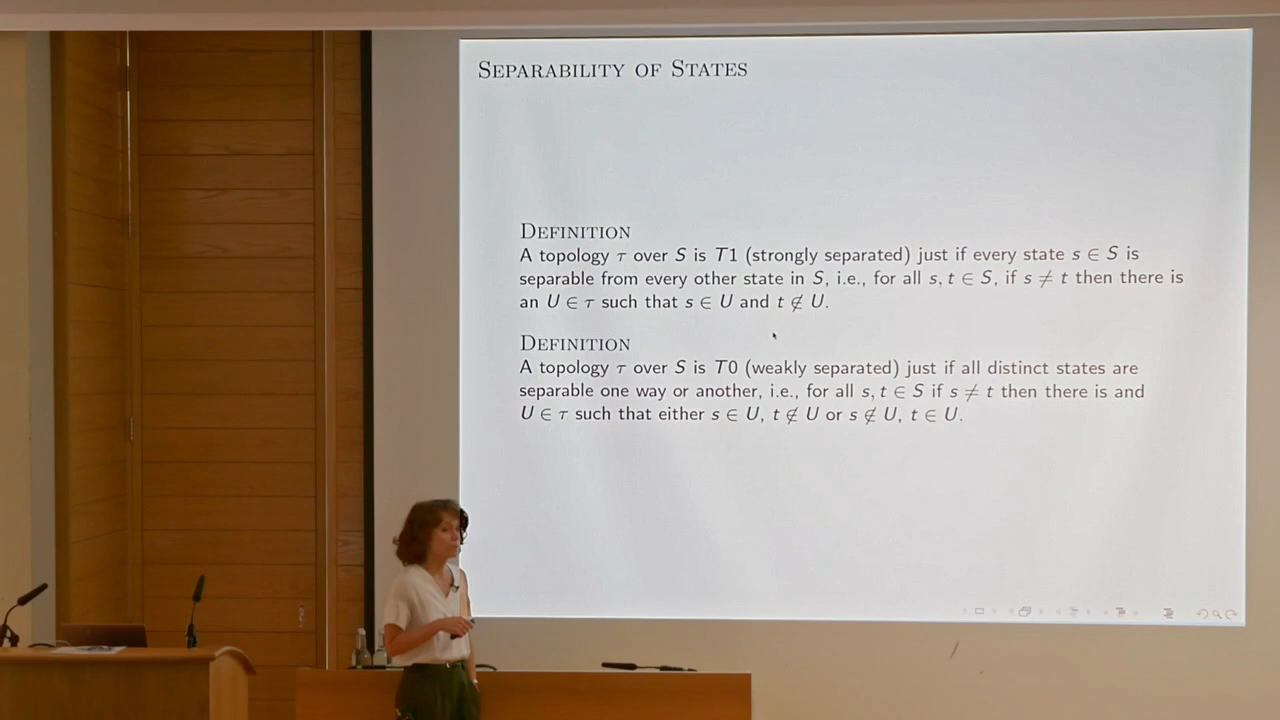 SEPARABILITY OF STATES
DEFINITION
A topology τ over S is T1 (strongly separated) just if every state s ∈ S is
separable from every other state in S, i.e., for all s, t ∈ S, if s ≠ t then there is
an U ∈ τ such that s ∈ U and t ∉ U.
DEFINITION
A topology τ over S is T0 (weakly separated) just if all distinct states are
separable one way or another, i.e., for all s, t ∈ S if s ≠ t then there is and
U ∈ τ such that either s ∈ U, t ∉ U or s ∉ U, t ∈ U.